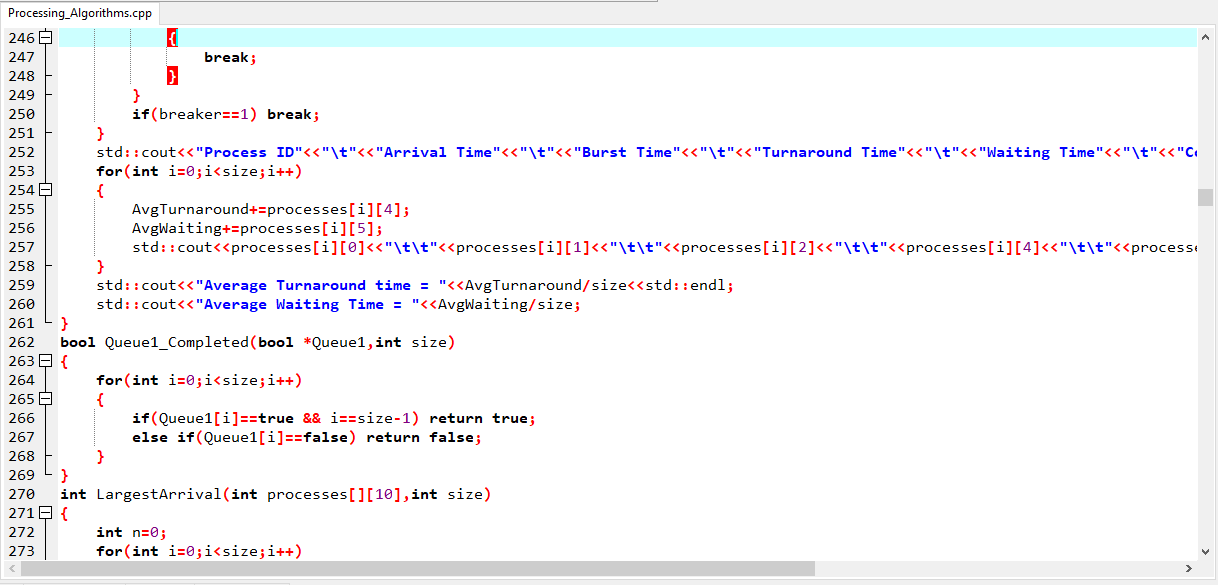 Processing_Algorithms.cpp
246 {
247 break;
248 }
249 }
250 if(breaker==1) break;
251 }
252 std::cout<<"Process ID"<<"\t"<<"Arrival Time"<<"\t"<<"Burst Time"<<"\t"<<"Turnaround Time"<<"\t"<<"Waiting Time"<<"\t"<<"Co
253 for(int i=0;i<size;i++)
254 {
255 AvgTurnaround+=processes[i][4];
256 AvgWaiting+=processes[i][5];
257 std::cout<<processes[i][0]<<"\t\t"<<processes[i][1]<<"\t\t"<<processes[i][2]<<"\t\t"<<processes[i][4]<<"\t\t"<<processe
258 }
259 std::cout<<"Average Turnaround time = "<<AvgTurnaround/size<<std::endl;
260 std::cout<<"Average Waiting Time = "<<AvgWaiting/size;
261 }
262 bool Queue1_Completed(bool *Queue1,int size)
263 {
264 for(int i=0;i<size;i++)
265 {
266 if(Queue1[i]==true && i==size-1) return true;
267 else if(Queue1[i]==false) return false;
268 }
269 }
270 int LargestArrival(int processes[][10],int size)
271 {
272 int n=0;
273 for(int i=0;i<size;i++)